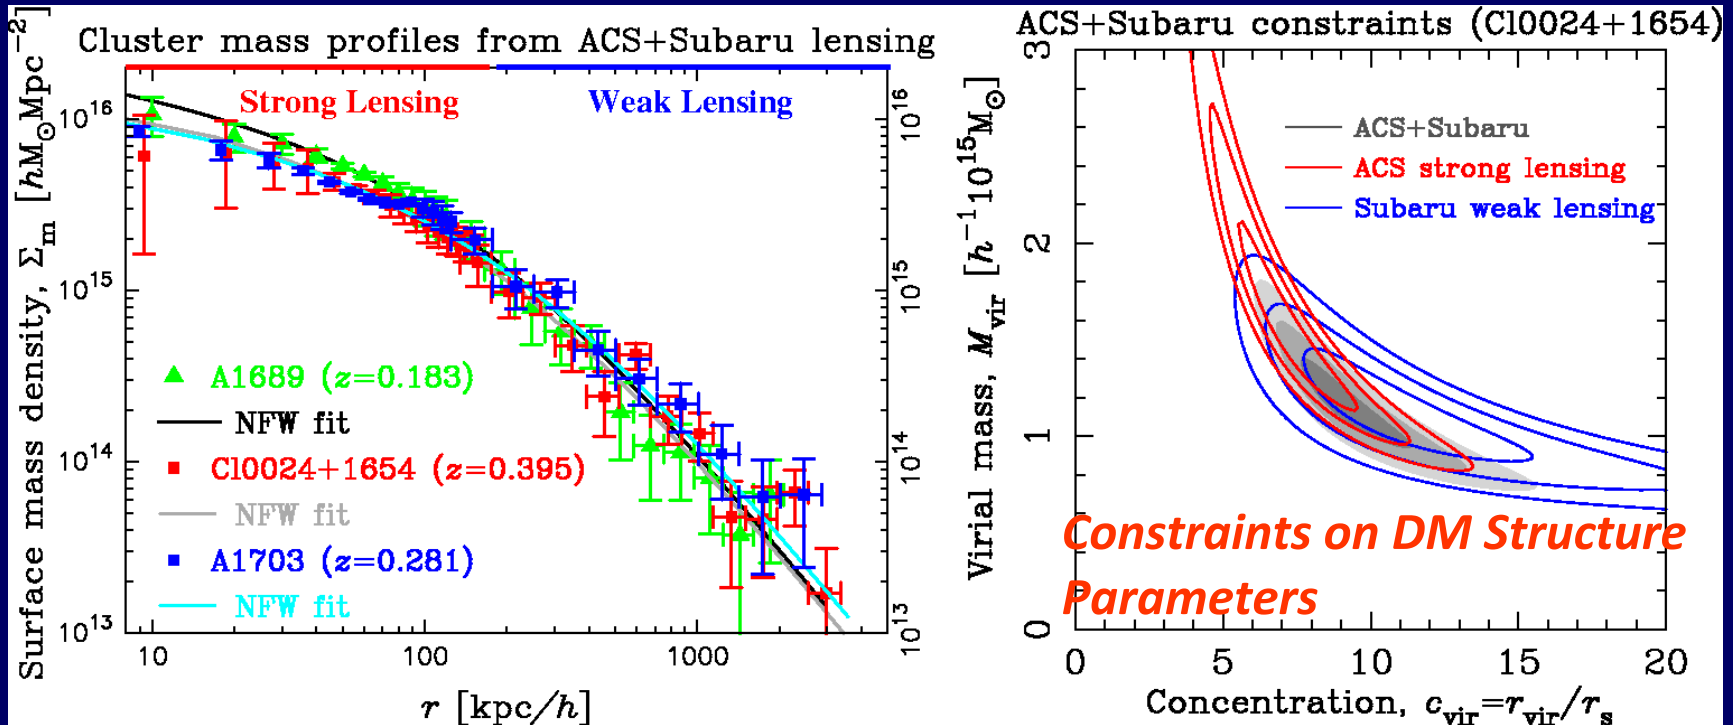 Cluster mass profiles from ACS+Subaru lensing
Strong Lensing
Weak Lensing
Surface mass density, Σm [hM⊙Mpc⁻²]
10¹⁶
10¹⁵
10¹⁴
10¹³
10¹⁶
10¹⁵
10¹⁴
10¹³
A1689 (z=0.183)
NFW fit
Cl0024+1654 (z=0.395)
NFW fit
A1703 (z=0.281)
NFW fit
10
100
1000
r [kpc/h]
ACS+Subaru constraints (Cl0024+1654)
Virial mass, Mvir [h⁻¹10¹⁵M⊙]
3
2
1
0
ACS+Subaru
ACS strong lensing
Subaru weak lensing
Constraints on DM Structure
Parameters
0
5
10
15
20
Concentration, cvir=rvir/rs